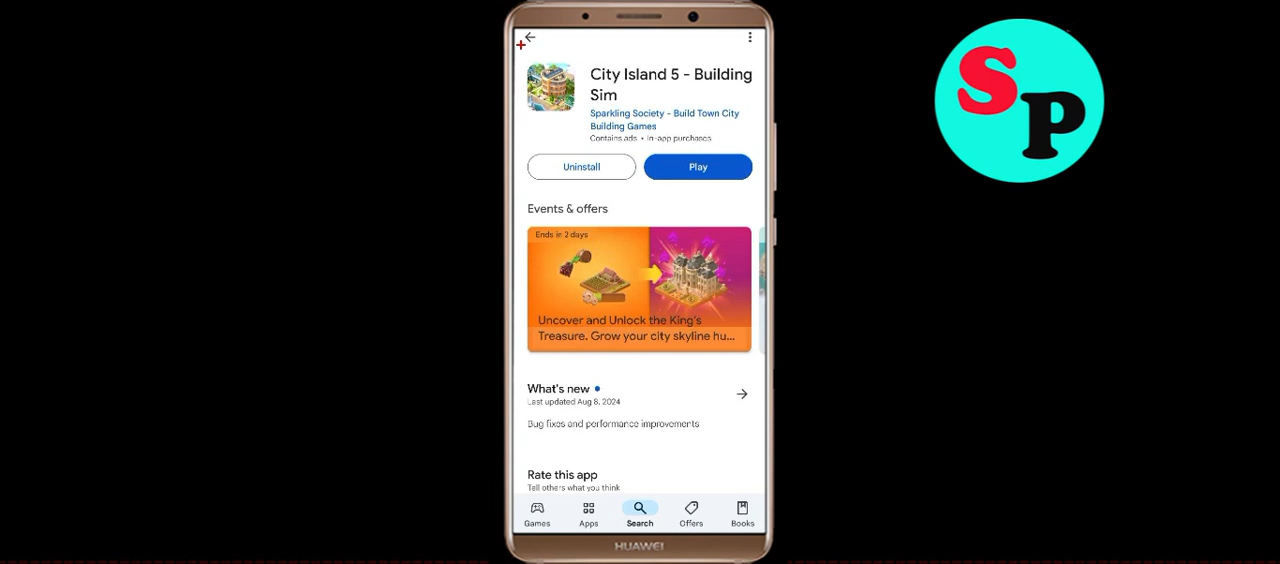 City Island 5 - Building
Sim
Sparkling Society - Build Town City
Building Games
Contains ads • In-app purchases
Uninstall
Play
Events & offers
Ends in 2 days
Uncover and Unlock the King's
Treasure. Grow your city skyline hu...
What's new
Last updated Aug 8, 2024
Bug fixes and performance improvements
Rate this app
Tell others what you think
Games
Apps
Search
Offers
Books
HUAWEI
SP